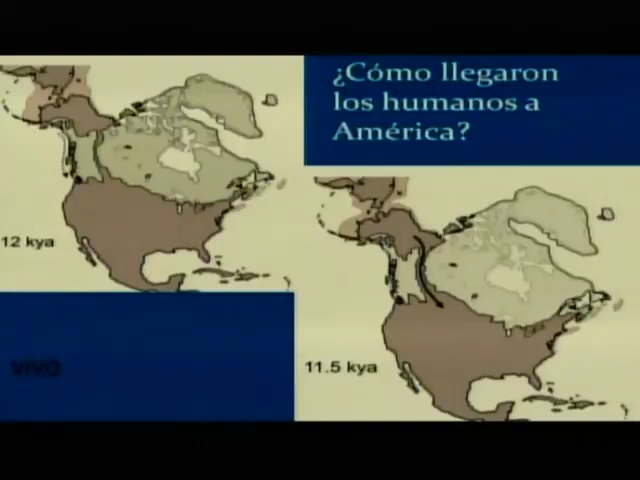 ¿Cómo llegaron
los humanos a
América?
12 kya
11.5 kya
VIVO